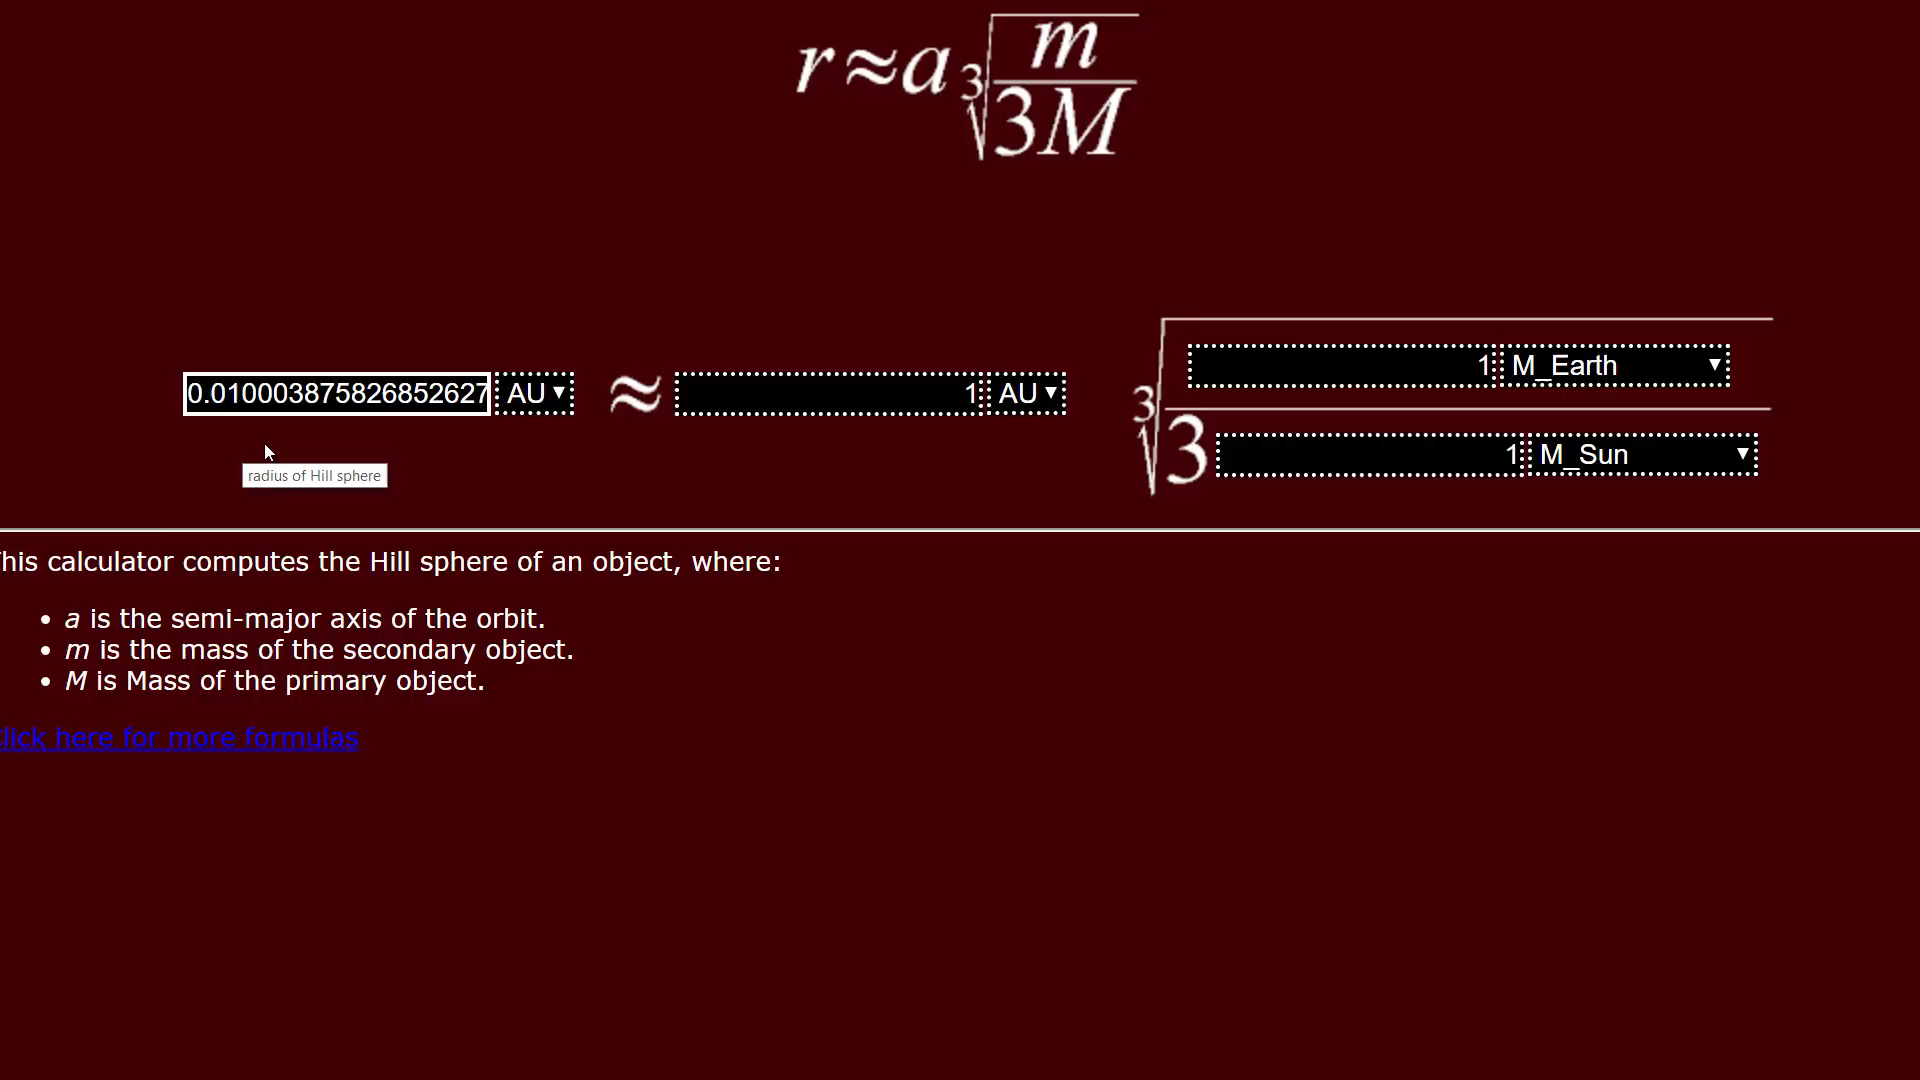 r≈a ∛ m
3M
0.010003875826852627 AU ▼ ≈ 1 AU ▼ ∛ 1 M_Earth ▼
3 1 M_Sun ▼
radius of Hill sphere
his calculator computes the Hill sphere of an object, where:
• a is the semi-major axis of the orbit.
• m is the mass of the secondary object.
• M is Mass of the primary object.
lick here for more formulas